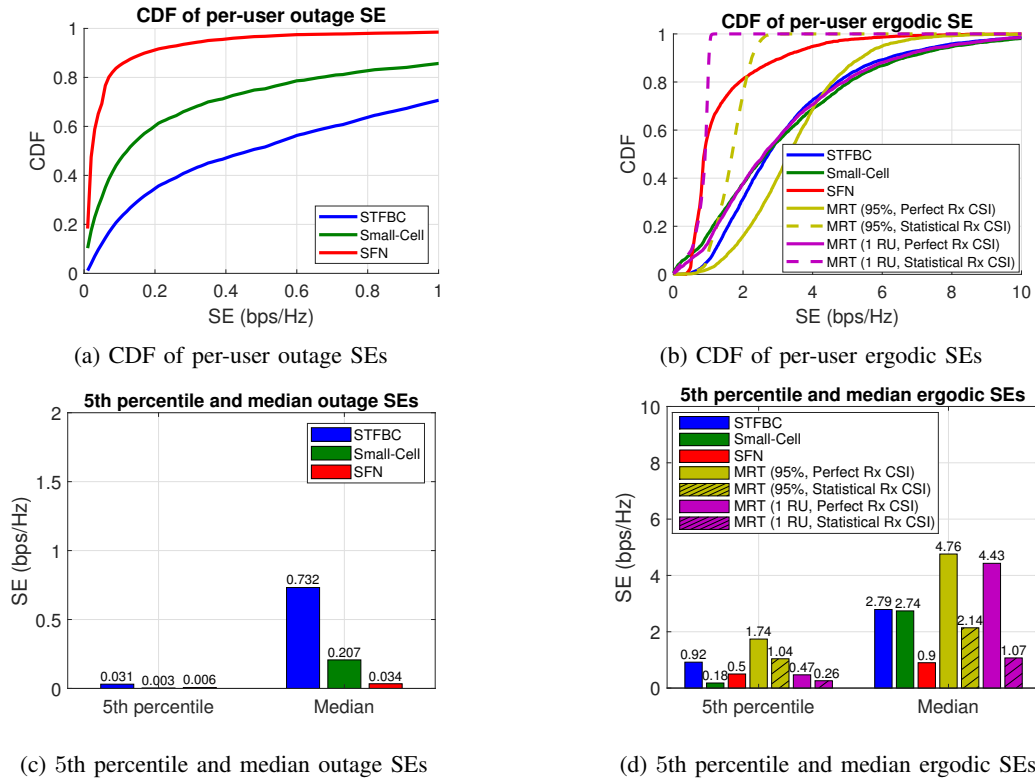 CDF of per-user outage SE
1
0.8
0.6
0.4
0.2
0
CDF
0
0.2
0.4
0.6
0.8
1
SE (bps/Hz)
STFBC
Small-Cell
SFN
(a) CDF of per-user outage SEs
CDF of per-user ergodic SE
1
0.8
0.6
0.4
0.2
0
CDF
0
2
4
6
8
10
SE (bps/Hz)
STFBC
Small-Cell
SFN
MRT (95%, Perfect Rx CSI)
MRT (95%, Statistical Rx CSI)
MRT (1 RU, Perfect Rx CSI)
MRT (1 RU, Statistical Rx CSI)
(b) CDF of per-user ergodic SEs
5th percentile and median outage SEs
2
1.5
1
0.5
0
SE (bps/Hz)
STFBC
Small-Cell
SFN
0.031
0.003
0.006
0.732
0.207
0.034
5th percentile
Median
(c) 5th percentile and median outage SEs
5th percentile and median ergodic SEs
10
8
6
4
2
0
SE (bps/Hz)
STFBC
Small-Cell
SFN
MRT (95%, Perfect Rx CSI)
MRT (95%, Statistical Rx CSI)
MRT (1 RU, Perfect Rx CSI)
MRT (1 RU, Statistical Rx CSI)
0.92
0.18
0.5
1.74
1.04
0.47
0.26
2.79
2.74
0.9
4.76
2.14
4.43
1.07
5th percentile
Median
(d) 5th percentile and median ergodic SEs